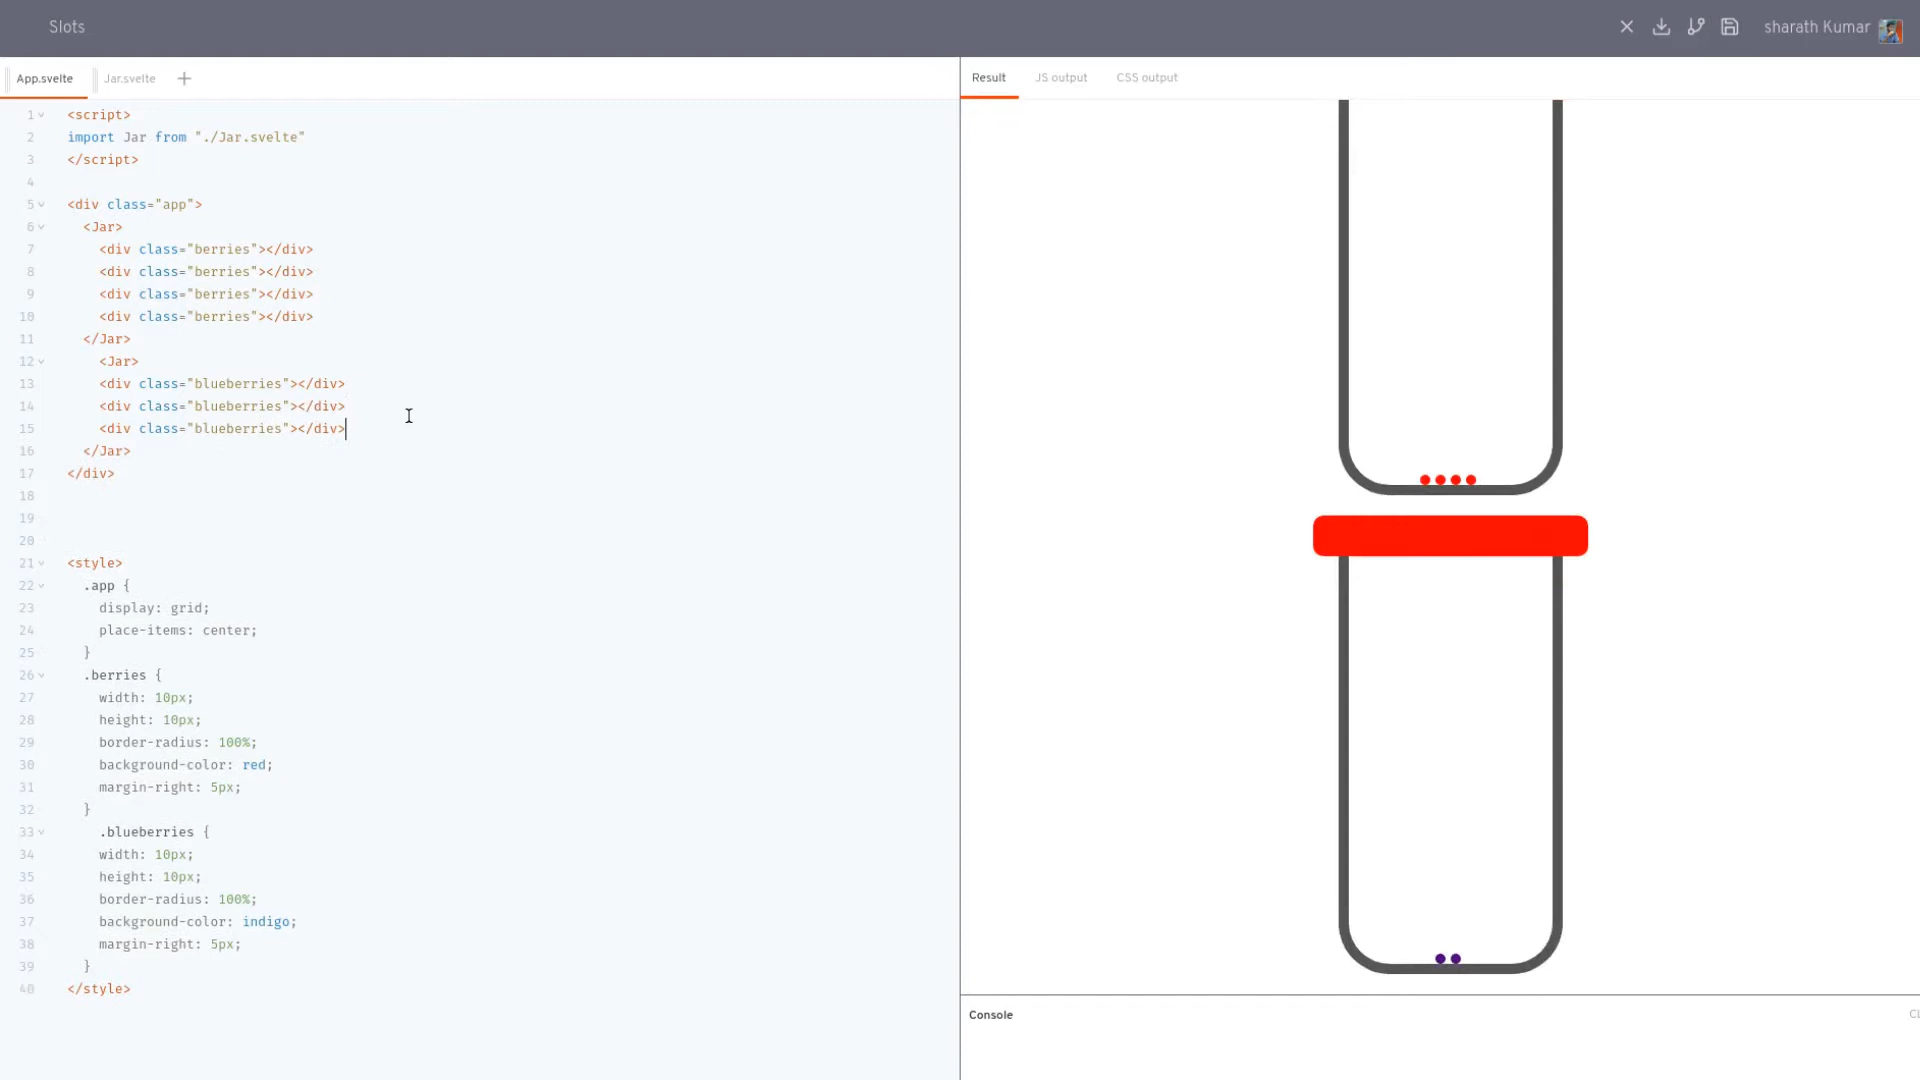 Slots
sharath Kumar
App.svelte
Jar.svelte
Result
JS output
CSS output
1 <script>
2 import Jar from "./Jar.svelte"
3 </script>
4
5 <div class="app">
6 <Jar>
7 <div class="berries"></div>
8 <div class="berries"></div>
9 <div class="berries"></div>
10 <div class="berries"></div>
11 </Jar>
12 <Jar>
13 <div class="blueberries"></div>
14 <div class="blueberries"></div>
15 <div class="blueberries"></div>
16 </Jar>
17 </div>
18
19
20
21 <style>
22 .app {
23 display: grid;
24 place-items: center;
25 }
26 .berries {
27 width: 10px;
28 height: 10px;
29 border-radius: 100%;
30 background-color: red;
31 margin-right: 5px;
32 }
33 .blueberries {
34 width: 10px;
35 height: 10px;
36 border-radius: 100%;
37 background-color: indigo;
38 margin-right: 5px;
39 }
40 </style>
Console